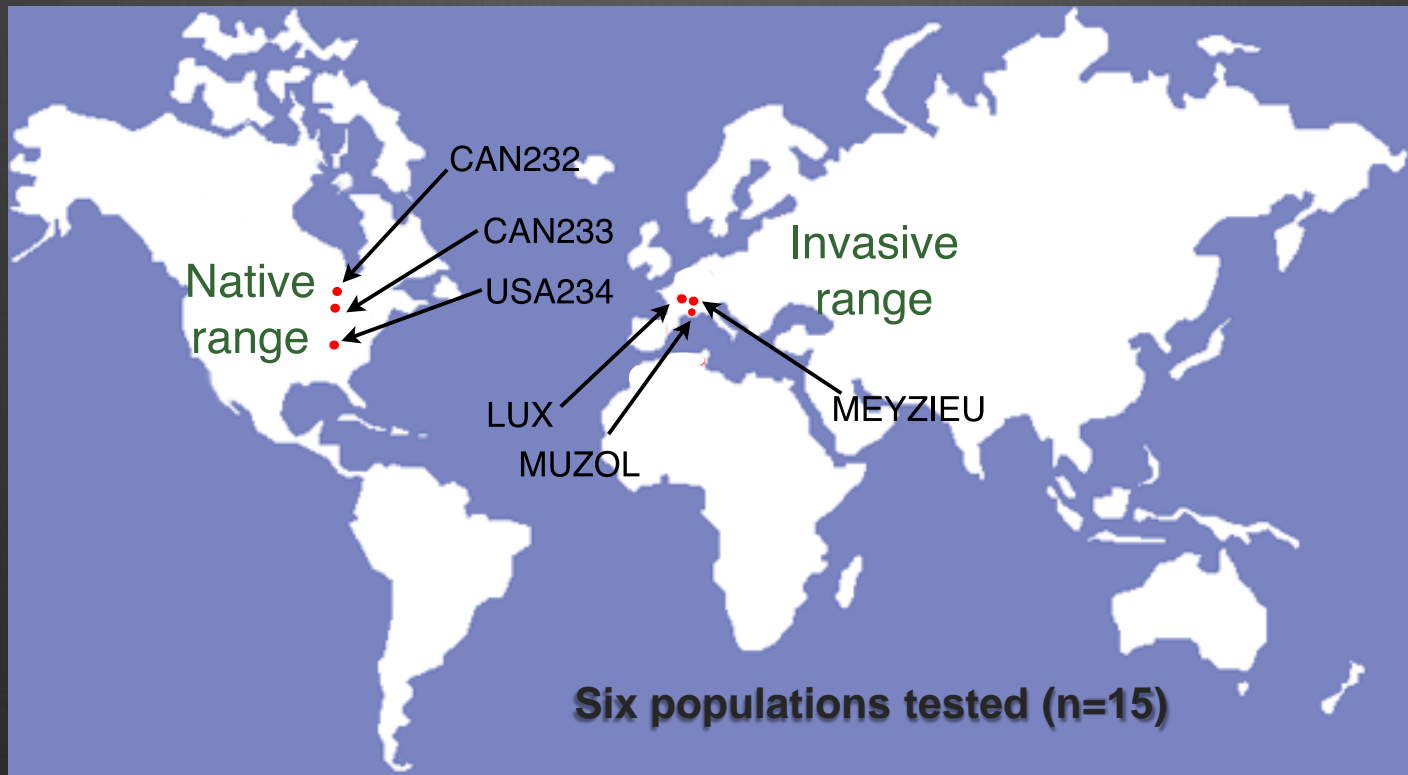 CAN232
CAN233
USA234
Native
range
Invasive
range
LUX
MUZOL
MEYZIEU
Six populations tested (n=15)